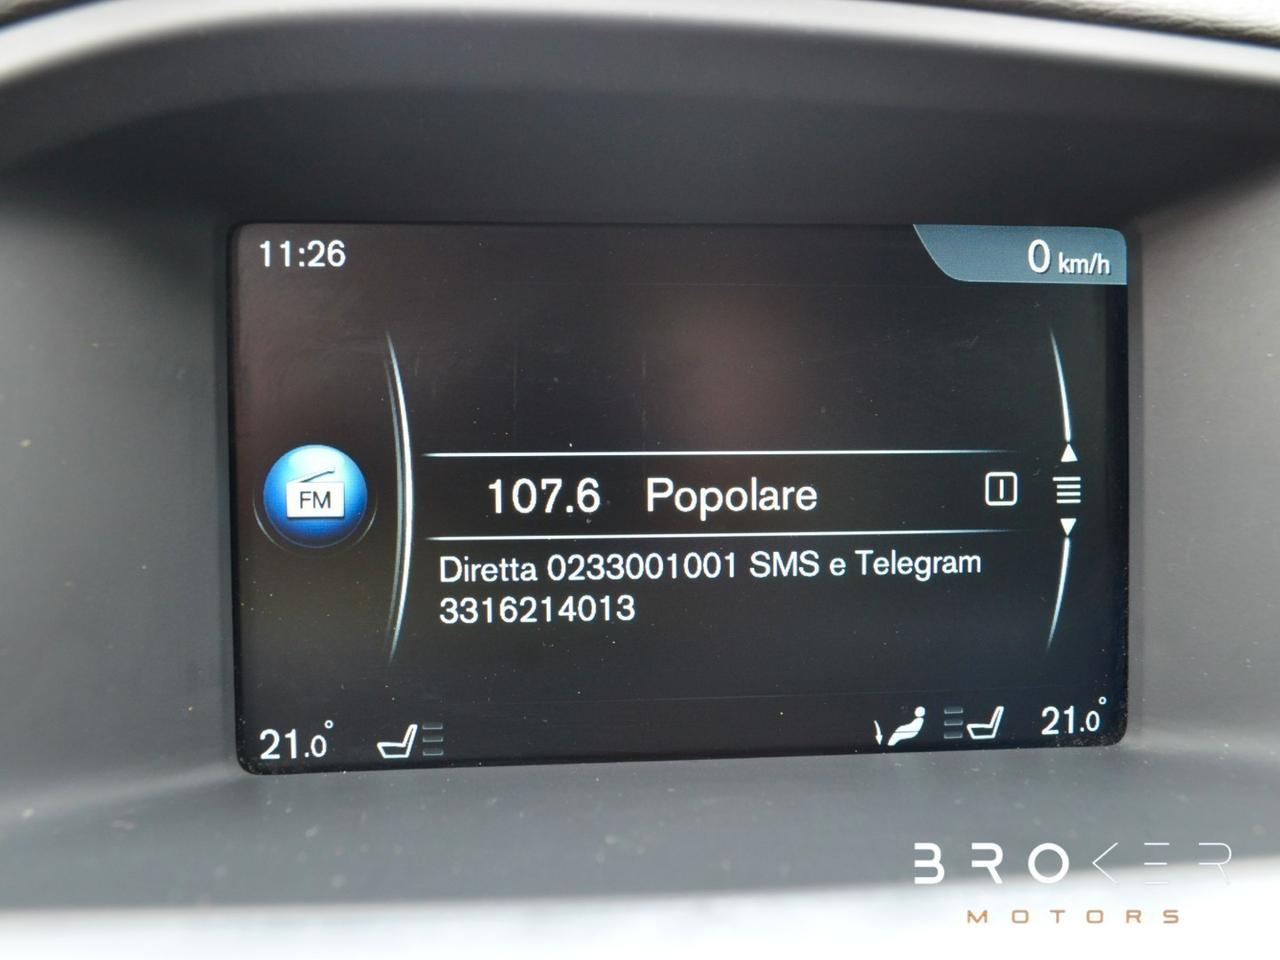 11:26
0 km/h
FM
107.6 Popolare
Diretta 0233001001 SMS e Telegram
3316214013
21.0°
21.0°
BROKER
MOTORS